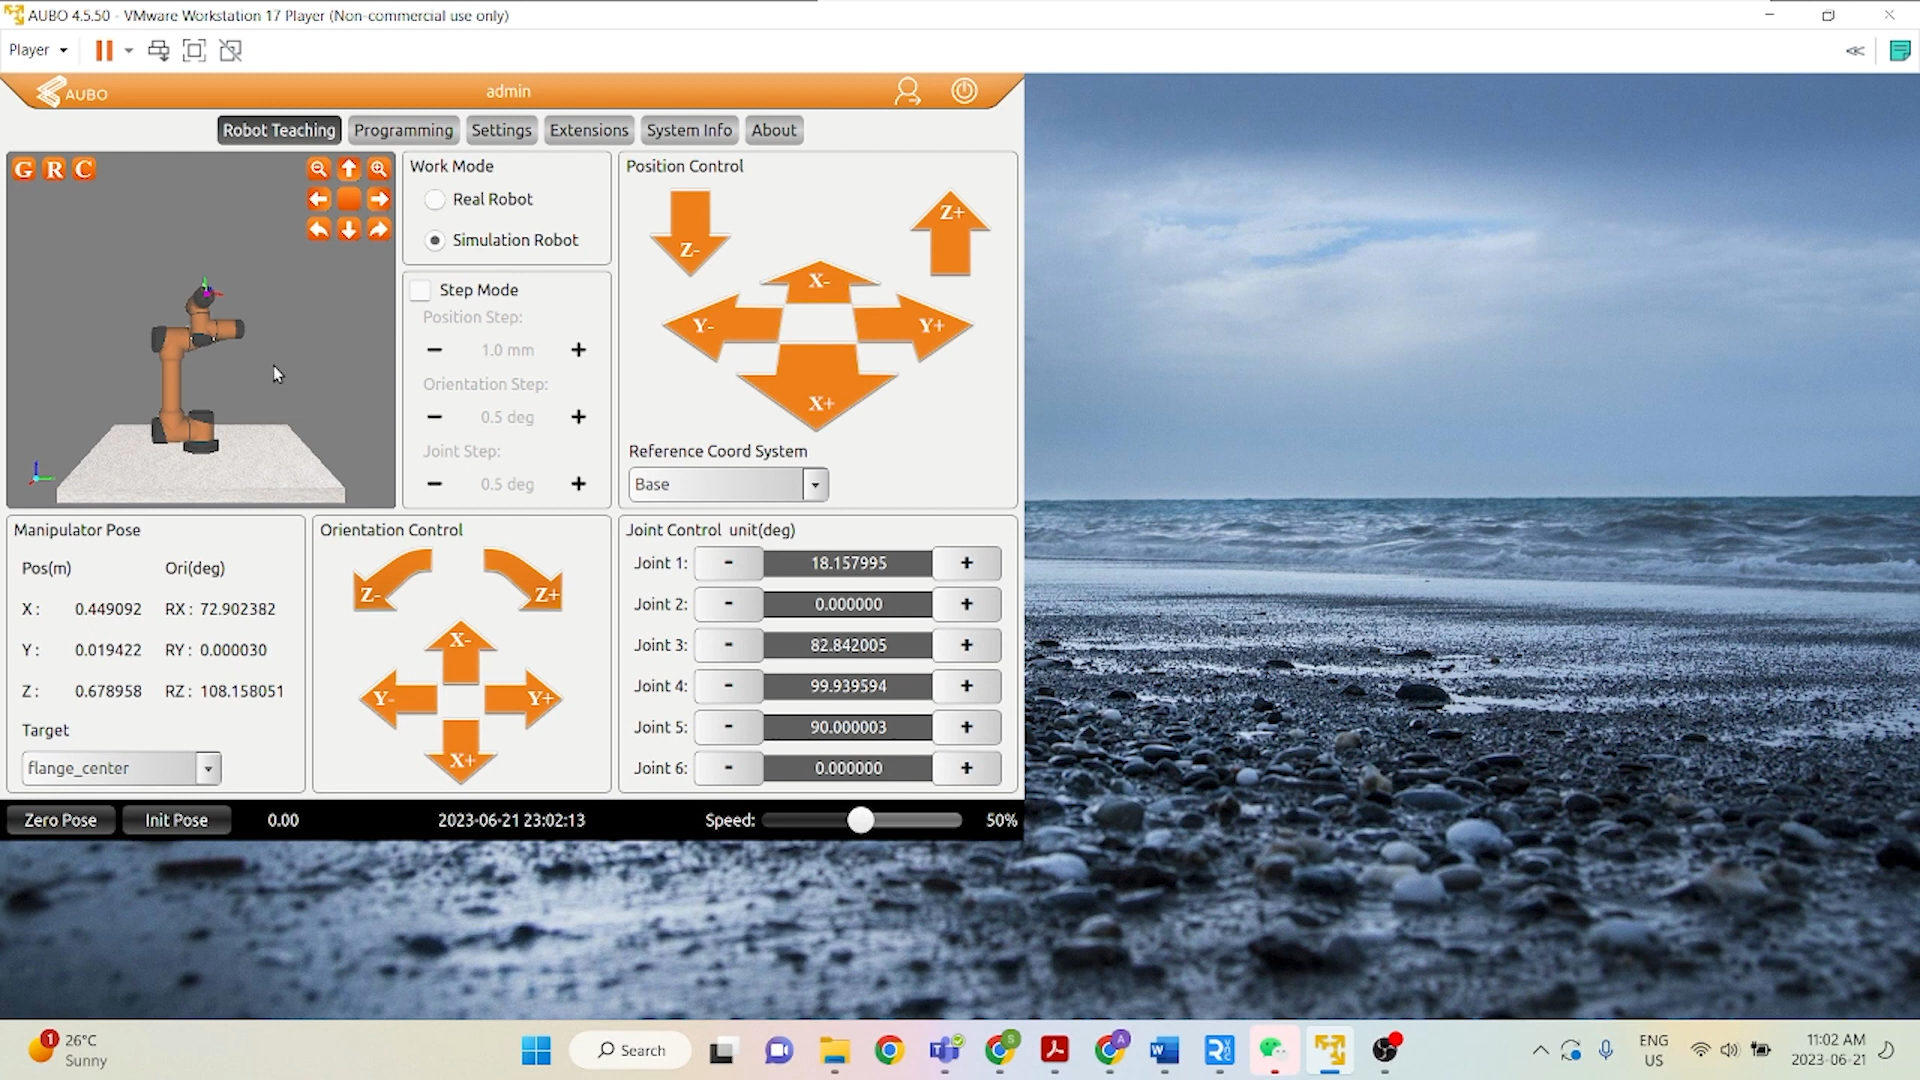 AUBO 4.5.50 - VMware Workstation 17 Player (Non-commercial use only)
Player
AUBO
admin
Robot Teaching
Programming
Settings
Extensions
System Info
About
G R C
Work Mode
Real Robot
Simulation Robot
Step Mode
Position Step:
- 1.0 mm +
Orientation Step:
- 0.5 deg +
Joint Step:
- 0.5 deg +
Position Control
Z-
Z+
X-
Y-
Y+
X+
Reference Coord System
Base
Manipulator Pose
Pos(m) Ori(deg)
X : 0.449092 RX : 72.902382
Y : 0.019422 RY : 0.000030
Z : 0.678958 RZ : 108.158051
Target
flange_center
Orientation Control
Z-
Z+
X-
Y-
Y+
X+
Joint Control unit(deg)
Joint 1: - 18.157995 +
Joint 2: - 0.000000 +
Joint 3: - 82.842005 +
Joint 4: - 99.939594 +
Joint 5: - 90.000003 +
Joint 6: - 0.000000 +
Zero Pose
Init Pose
0.00
2023-06-21 23:02:13
Speed:
50%
1
26°C
Sunny
Search
S
A
ENG
US
11:02 AM
2023-06-21